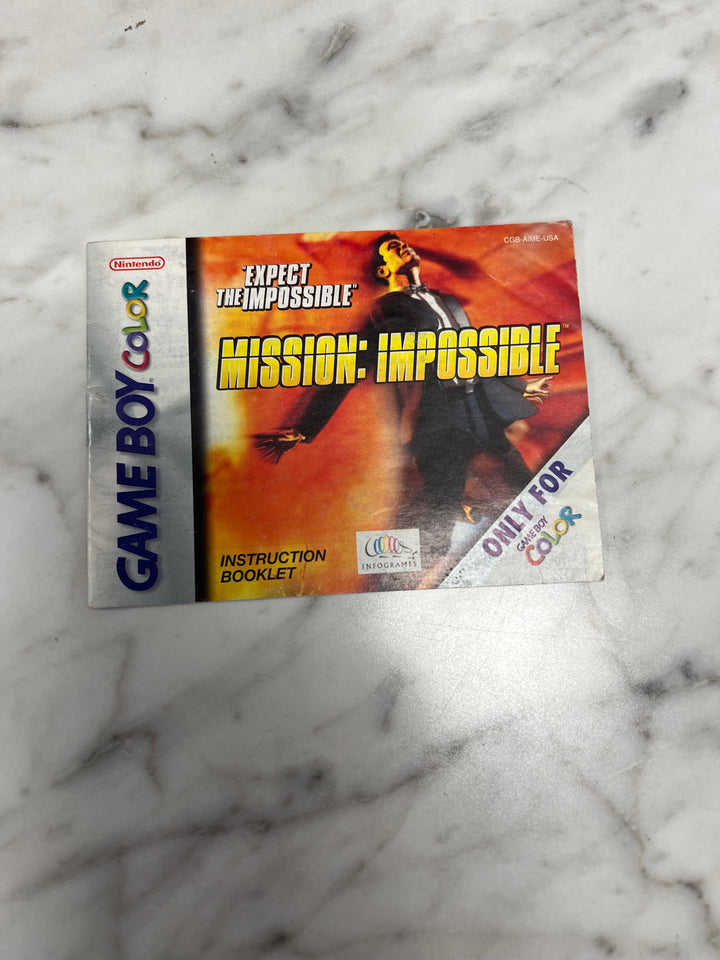 Nintendo
GAME BOY COLOR
CGB-AIME-USA
"EXPECT
THE IMPOSSIBLE"
MISSION: IMPOSSIBLE™
INSTRUCTION
BOOKLET
INFOGRAMES
ONLY FOR
GAME BOY
COLOR